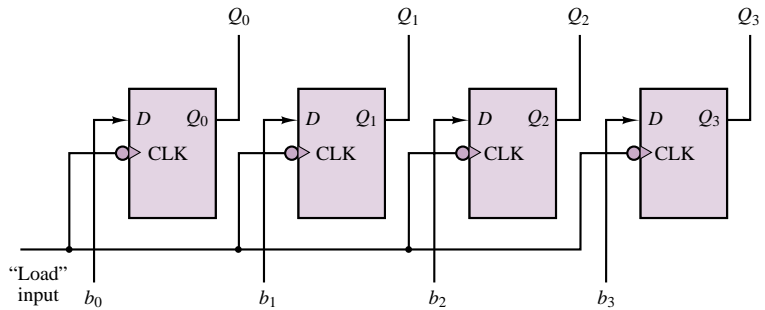 Q0 Q1 Q2 Q3
D Q0 D Q1 D Q2 D Q3
CLK CLK CLK CLK
“Load”
input b0 b1 b2 b3